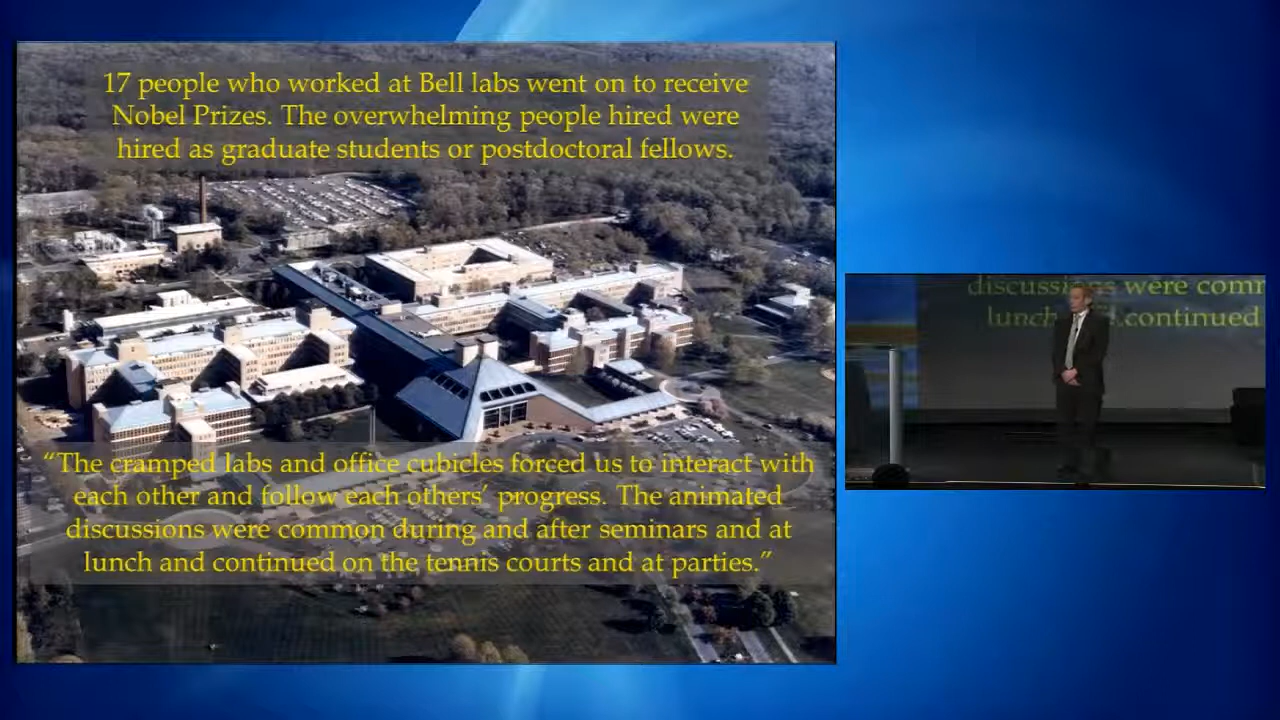 17 people who worked at Bell labs went on to receive
Nobel Prizes. The overwhelming people hired were
hired as graduate students or postdoctoral fellows.
“The cramped labs and office cubicles forced us to interact with
each other and follow each others’ progress. The animated
discussions were common during and after seminars and at
lunch and continued on the tennis courts and at parties.”
discussions were comm
lunch continued